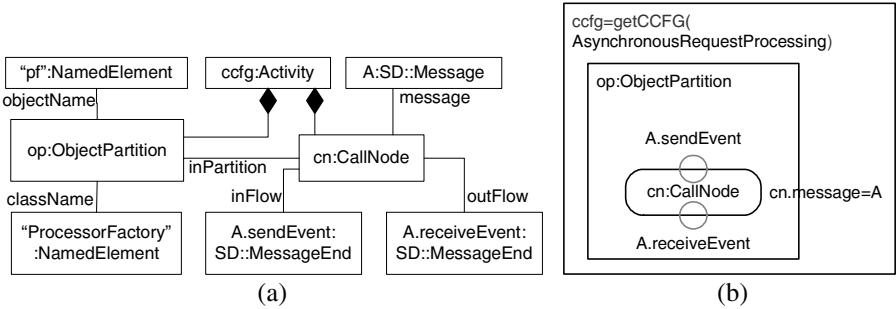 "pf":NamedElement
ccfg:Activity
A:SD::Message
objectName
message
op:ObjectPartition
inPartition
cn:CallNode
className
inFlow
outFlow
"ProcessorFactory"
:NamedElement
A.sendEvent:
SD::MessageEnd
A.receiveEvent:
SD::MessageEnd
(a)
ccfg=getCCFG(
AsynchronousRequestProcessing)
op:ObjectPartition
A.sendEvent
cn:CallNode
cn.message=A
A.receiveEvent
(b)